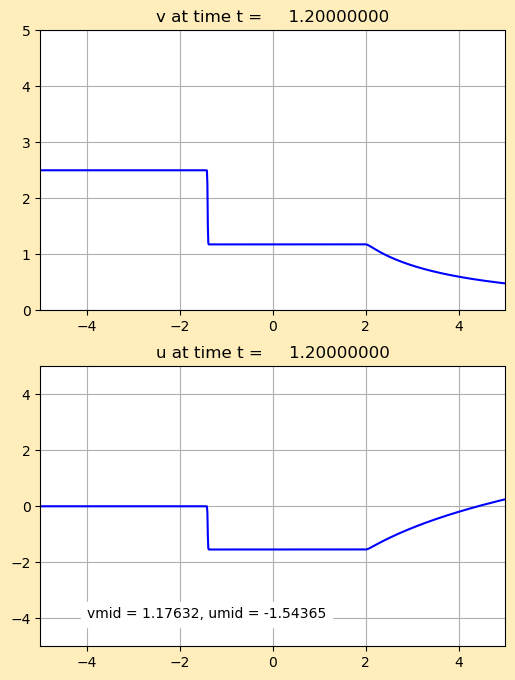 v at time t = 1.20000000
5
4
3
2
1
0
−4 −2 0 2 4
u at time t = 1.20000000
4
2
0
−2
−4
vmid = 1.17632, umid = -1.54365
−4 −2 0 2 4